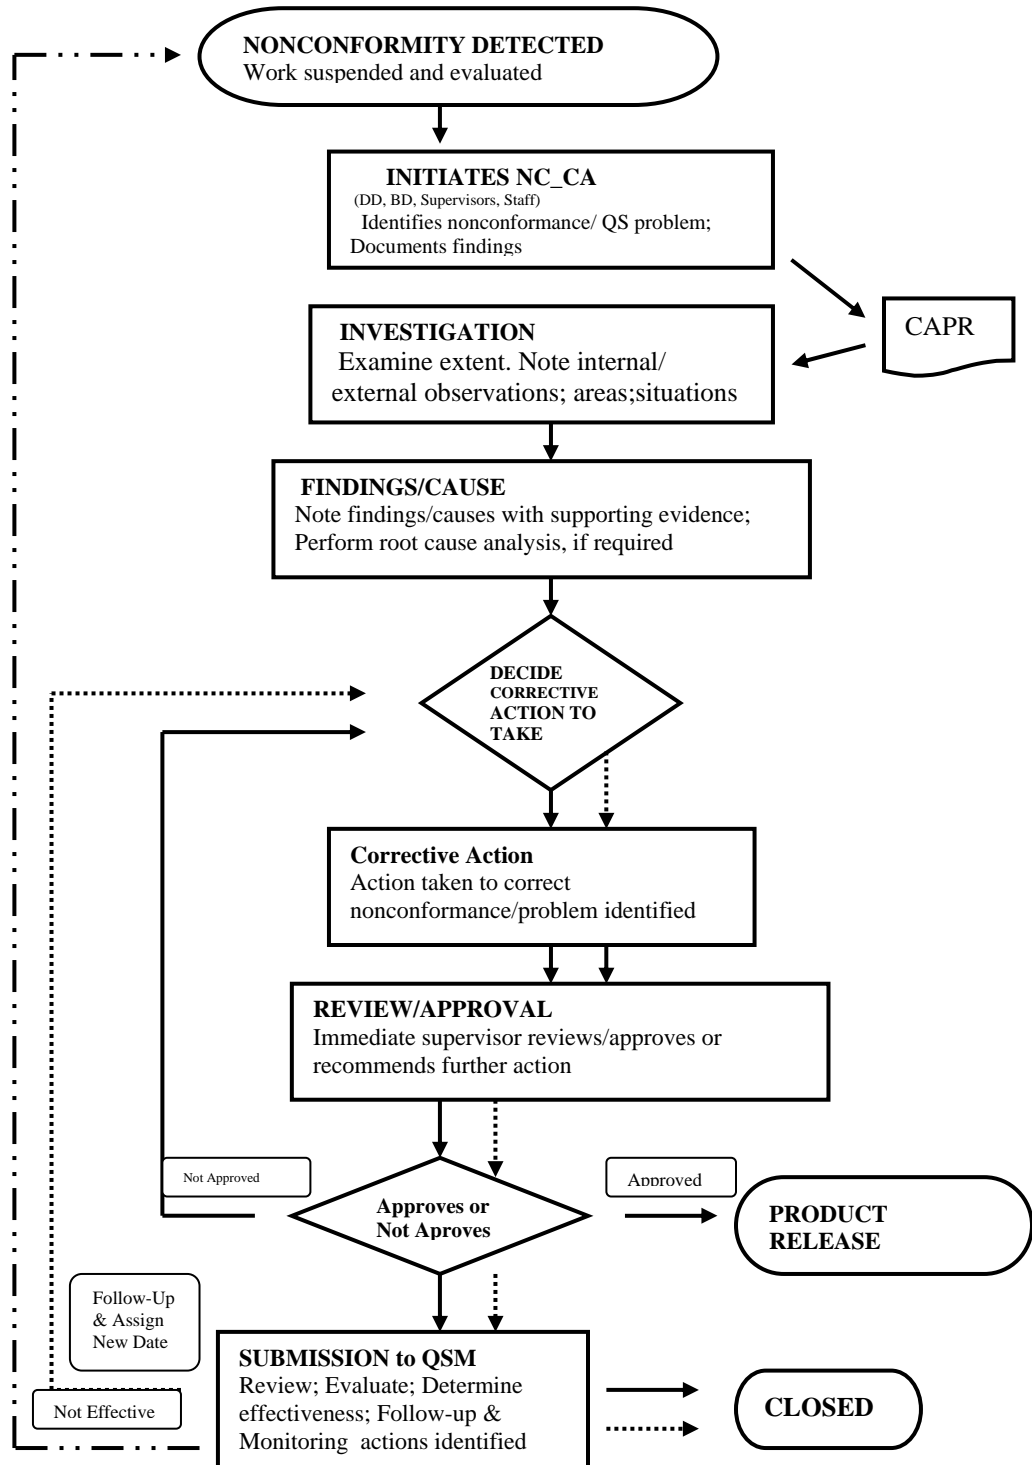 NONCONFORMITY DETECTED
Work suspended and evaluated
INITIATES NC_CA
(DD, BD, Supervisors, Staff)
Identifies nonconformance/ QS problem;
Documents findings
CAPR
INVESTIGATION
Examine extent. Note internal/
external observations; areas;situations
FINDINGS/CAUSE
Note findings/causes with supporting evidence;
Perform root cause analysis, if required
DECIDE
CORRECTIVE
ACTION TO
TAKE
Corrective Action
Action taken to correct
nonconformance/problem identified
REVIEW/APPROVAL
Immediate supervisor reviews/approves or
recommends further action
Not Approved
Approves or
Not Aproves
Approved
PRODUCT
RELEASE
Follow-Up
& Assign
New Date
Not Effective
SUBMISSION to QSM
Review; Evaluate; Determine
effectiveness; Follow-up &
Monitoring actions identified
CLOSED